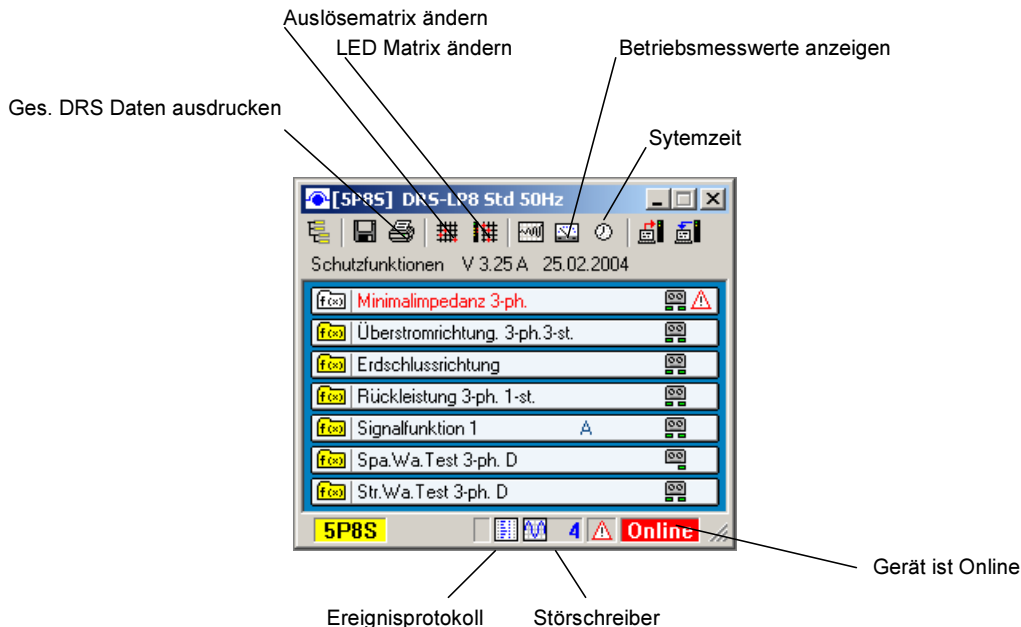 Auslösematrix ändern
LED Matrix ändern
Betriebsmesswerte anzeigen
Ges. DRS Daten ausdrucken
Sytemzeit
[5P8S] DRS-LP8 Std 50Hz
Schutzfunktionen V 3.25 A 25.02.2004
f(x) Minimalimpedanz 3-ph.
f(x) Überstromrichtung. 3-ph.3-st.
f(x) Erdschlussrichtung
f(x) Rückleistung 3-ph. 1-st.
f(x) Signalfunktion 1 A
f(x) Spa.Wa.Test 3-ph. D
f(x) Str.Wa.Test 3-ph. D
5P8S 4 Online
Gerät ist Online
Ereignisprotokoll Störschreiber